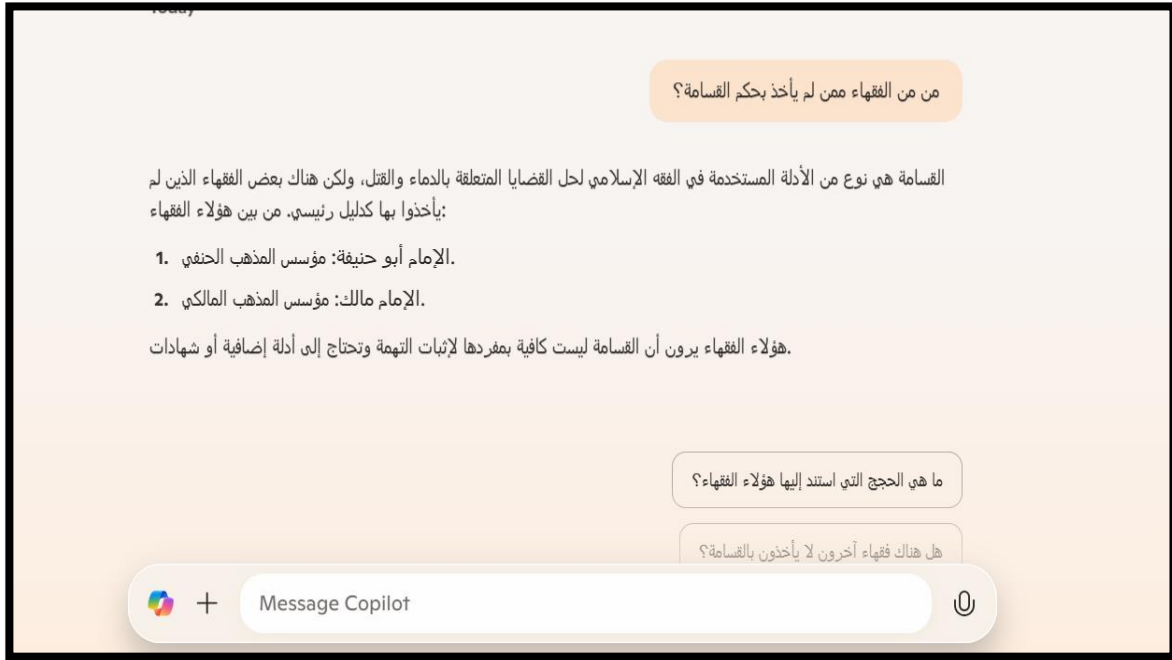 Today
من من الفقهاء ممن لم يأخذ بحكم القسامة؟
القسامة هي نوع من الأدلة المستخدمة في الفقه الإسلامي لحل القضايا المتعلقة بالدماء والقتل، ولكن هناك بعض الفقهاء الذين لم
يأخذوا بها كدليل رئيسي. من بين هؤلاء الفقهاء:
1. الإمام أبو حنيفة: مؤسس المذهب الحنفي.
2. الإمام مالك: مؤسس المذهب المالكي.
هؤلاء الفقهاء يرون أن القسامة ليست كافية بمفردها لإثبات التهمة وتحتاج إلى أدلة إضافية أو شهادات.
ما هي الحجج التي استند إليها هؤلاء الفقهاء؟
هل هناك فقهاء آخرون لا يأخذون بالقسامة؟
Message Copilot